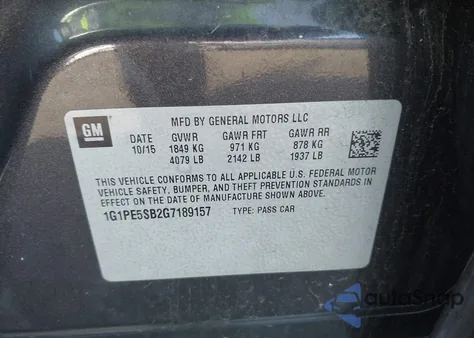 GM
MFD BY GENERAL MOTORS LLC
DATE GVWR GAWR FRT GAWR RR
10/15 1849 KG 971 KG 878 KG
4079 LB 2142 LB 1937 LB
THIS VEHICLE CONFORMS TO ALL APPLICABLE U.S. FEDERAL MOTOR
VEHICLE SAFETY, BUMPER, AND THEFT PREVENTION STANDARDS
IN EFFECT ON THE DATE OF MANUFACTURE SHOWN ABOVE.
1G1PE5SB2G7189157 TYPE: PASS CAR
autoSnap